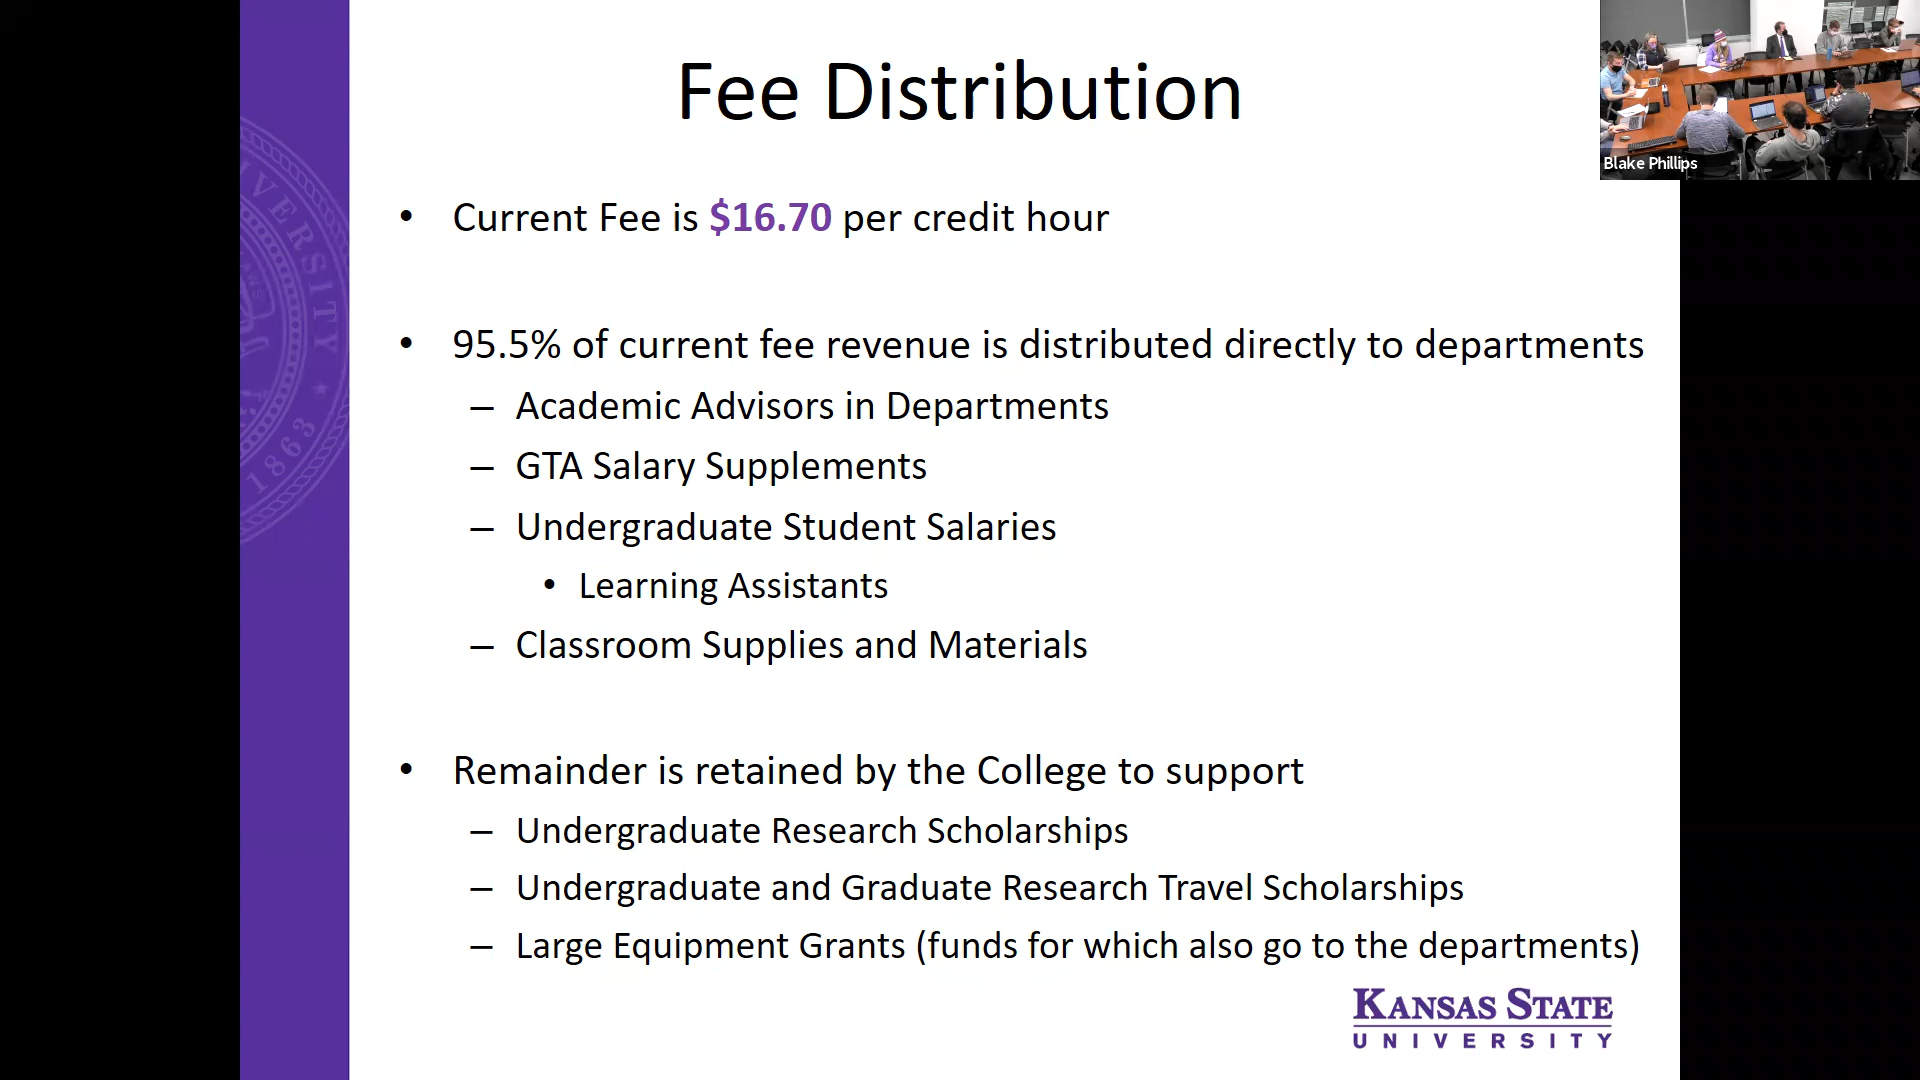 Fee Distribution
Blake Phillips
• Current Fee is $16.70 per credit hour
• 95.5% of current fee revenue is distributed directly to departments
– Academic Advisors in Departments
– GTA Salary Supplements
– Undergraduate Student Salaries
• Learning Assistants
– Classroom Supplies and Materials
• Remainder is retained by the College to support
– Undergraduate Research Scholarships
– Undergraduate and Graduate Research Travel Scholarships
– Large Equipment Grants (funds for which also go to the departments)
KANSAS STATE
UNIVERSITY
VERSITY
1863